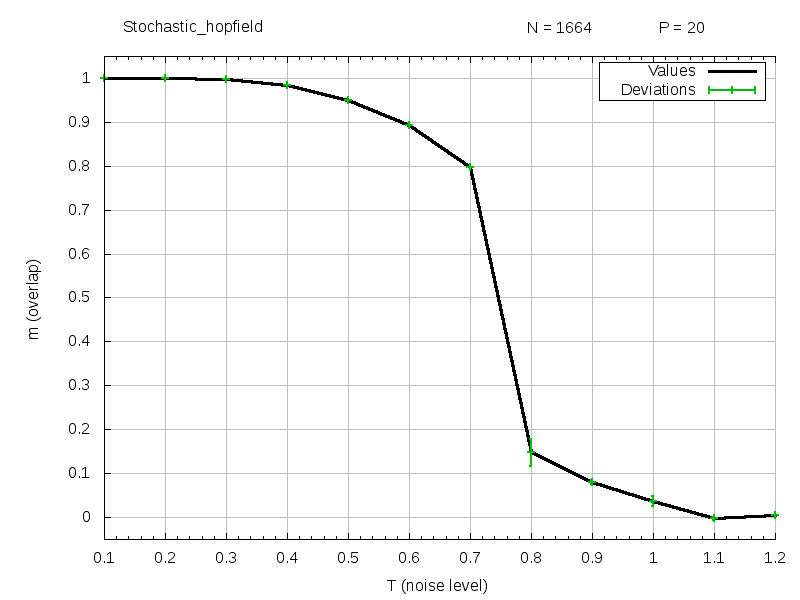 Stochastic_hopfield N = 1664 P = 20
Values
Deviations
1
0.9
0.8
0.7
0.6
0.5
0.4
0.3
0.2
0.1
0
m (overlap)
0.1 0.2 0.3 0.4 0.5 0.6 0.7 0.8 0.9 1 1.1 1.2
T (noise level)